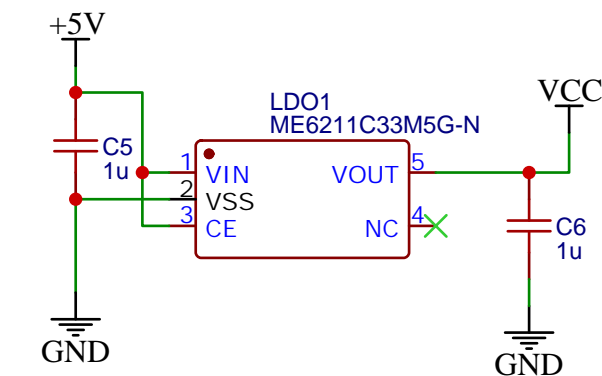 +5V
VCC
LDO1
ME6211C33M5G-N
C5
1u
1
VIN
VOUT
5
2
VSS
3
CE
NC
4
C6
1u
GND
GND